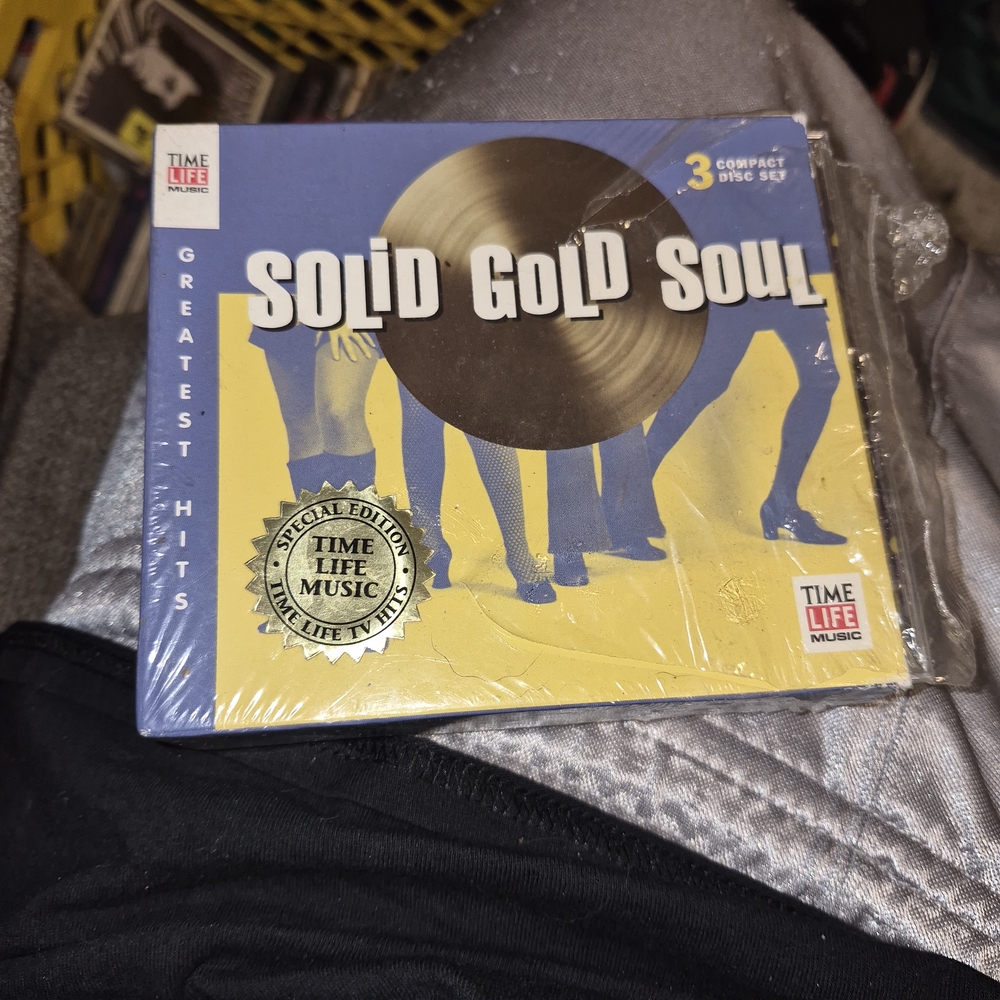 TIME
LIFE
MUSIC
GREATEST HITS
3 COMPACT
DISC SET
SOLiD GoLD SouL
SPECIAL EDITION
TIME
LIFE
MUSIC
TIME LIFE TV HITS
TIME
LIFE
MUSIC